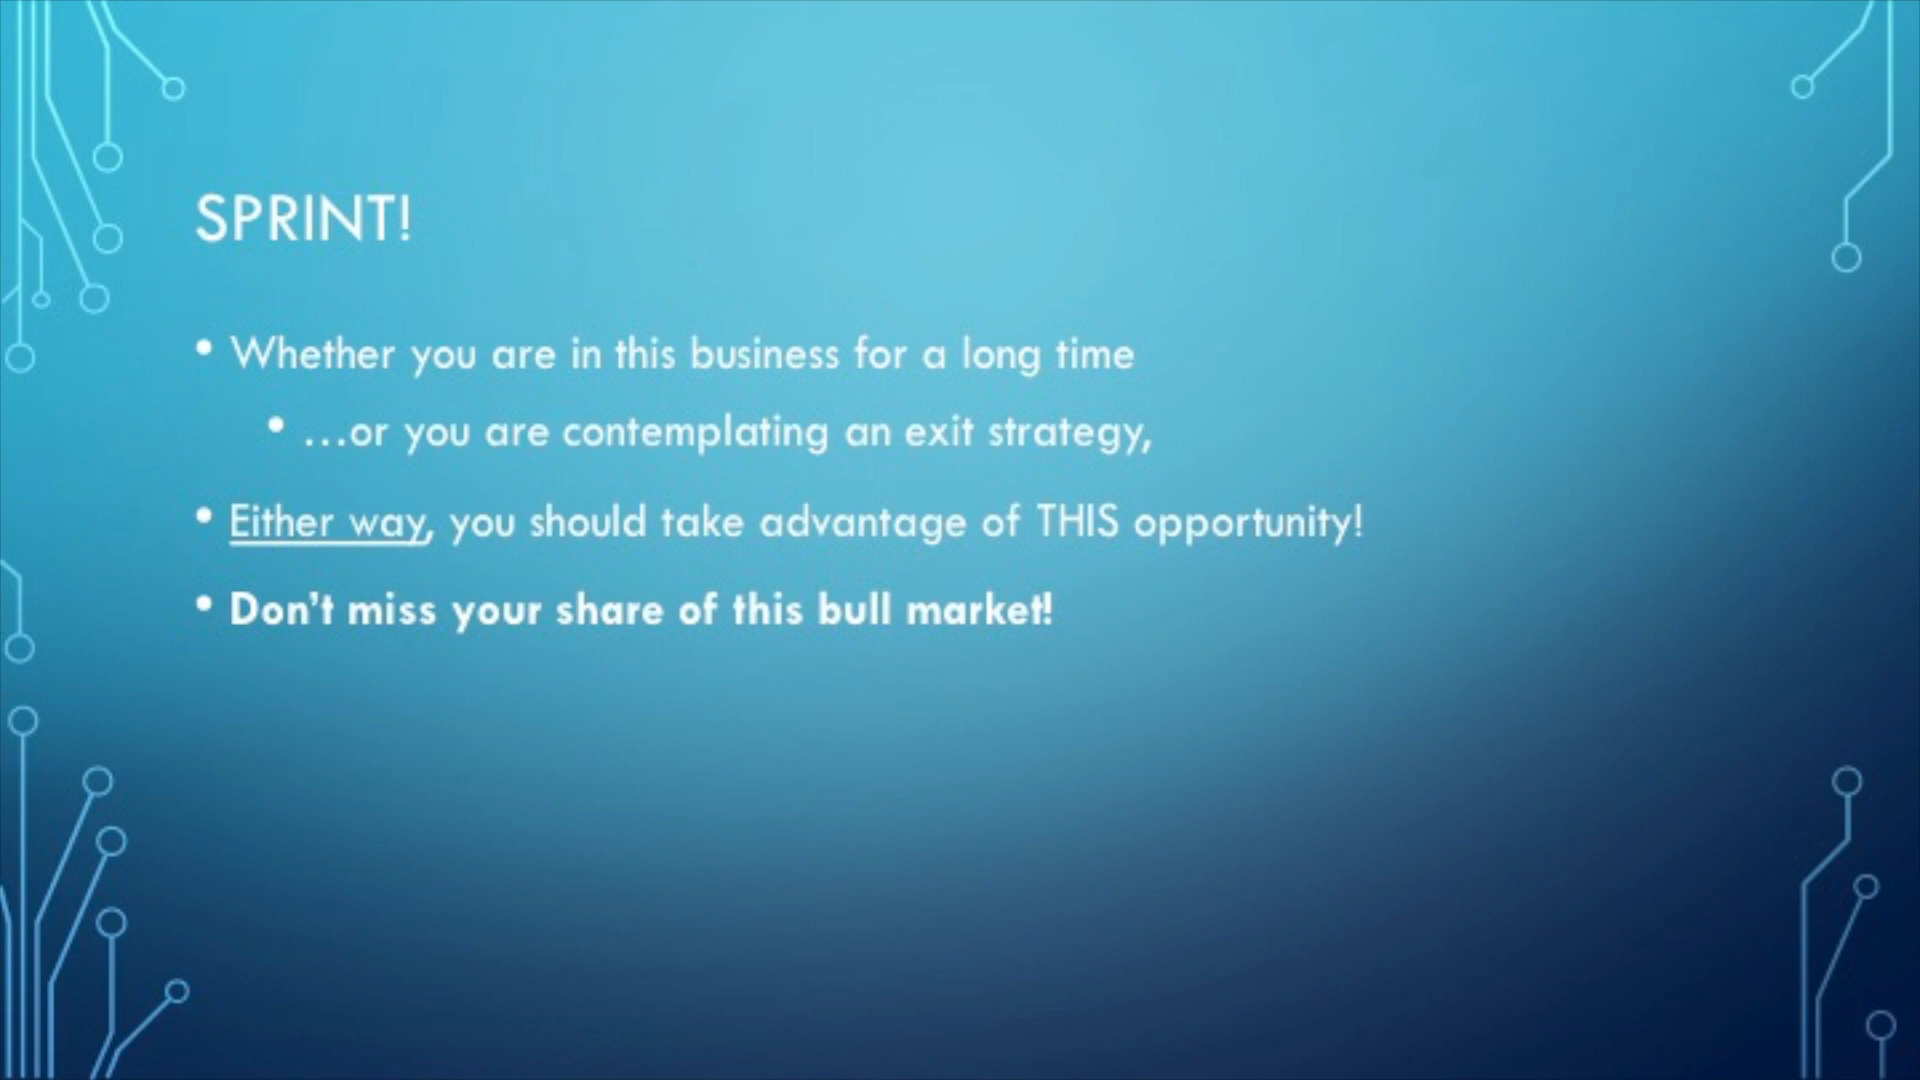 SPRINT!
• Whether you are in this business for a long time
• …or you are contemplating an exit strategy,
• Either way, you should take advantage of THIS opportunity!
• Don't miss your share of this bull market!